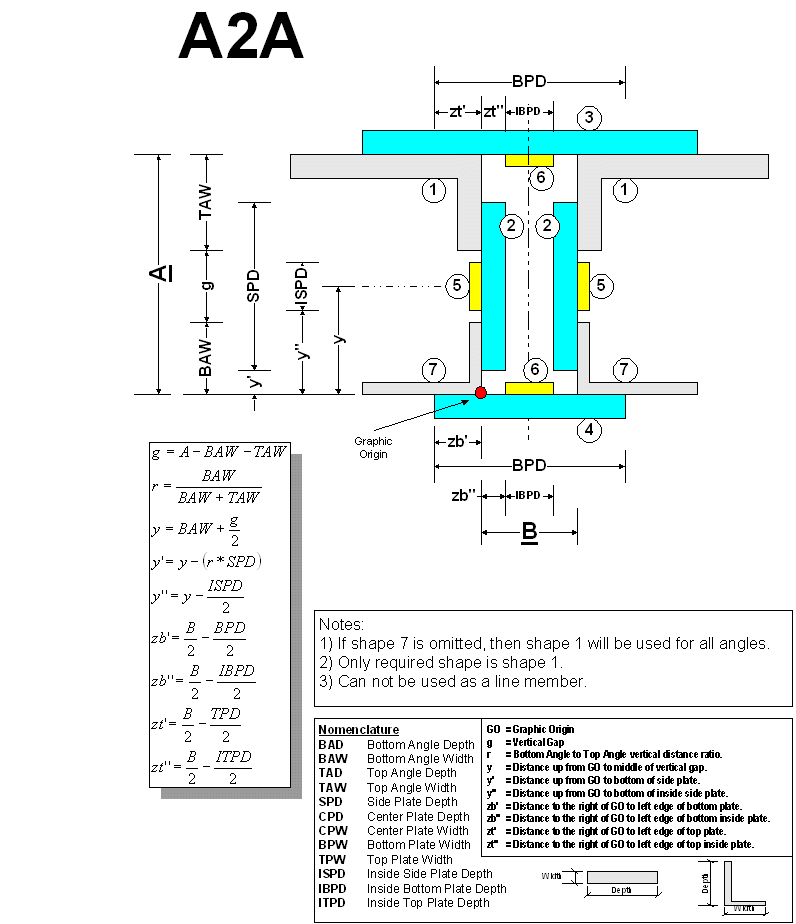 A2A
BPD
zt' zt" IBPD
3
6
1 1
2 2
5 5
7 6 7
4
A
TAW
g
BAW
SPD
y'
ISPD
y"
y
Graphic
Origin
zb'
BPD
zb" IBPD
B
g = A − BAW − TAW
r = BAW / BAW + TAW
y = BAW + g / 2
y' = y − (r * SPD)
y" = y − ISPD / 2
zb' = B / 2 − BPD / 2
zb" = B / 2 − IBPD / 2
zt' = B / 2 − TPD / 2
zt" = B / 2 − ITPD / 2
Notes:
1) If shape 7 is omitted, then shape 1 will be used for all angles.
2) Only required shape is shape 1.
3) Can not be used as a line member.
Nomenclature
BAD Bottom Angle Depth
BAW Bottom Angle Width
TAD Top Angle Depth
TAW Top Angle Width
SPD Side Plate Depth
CPD Center Plate Depth
CPW Center Plate Width
BPW Bottom Plate Width
TPW Top Plate Width
ISPD Inside Side Plate Depth
IBPD Inside Bottom Plate Depth
ITPD Inside Top Plate Depth
GO = Graphic Origin
g = Vertical Gap
r = Bottom Angle to Top Angle vertical distance ratio.
y = Distance up from GO to middle of vertical gap.
y' = Distance up from GO to bottom of side plate.
y" = Distance up from GO to bottom of inside side plate.
zb' = Distance to the right of GO to left edge of bottom plate.
zb" = Distance to the right of GO to left edge of bottom inside plate.
zt' = Distance to the right of GO to left edge of top plate.
zt" = Distance to the right of GO to left edge of top inside plate.
Width
Depth
Depth
Width